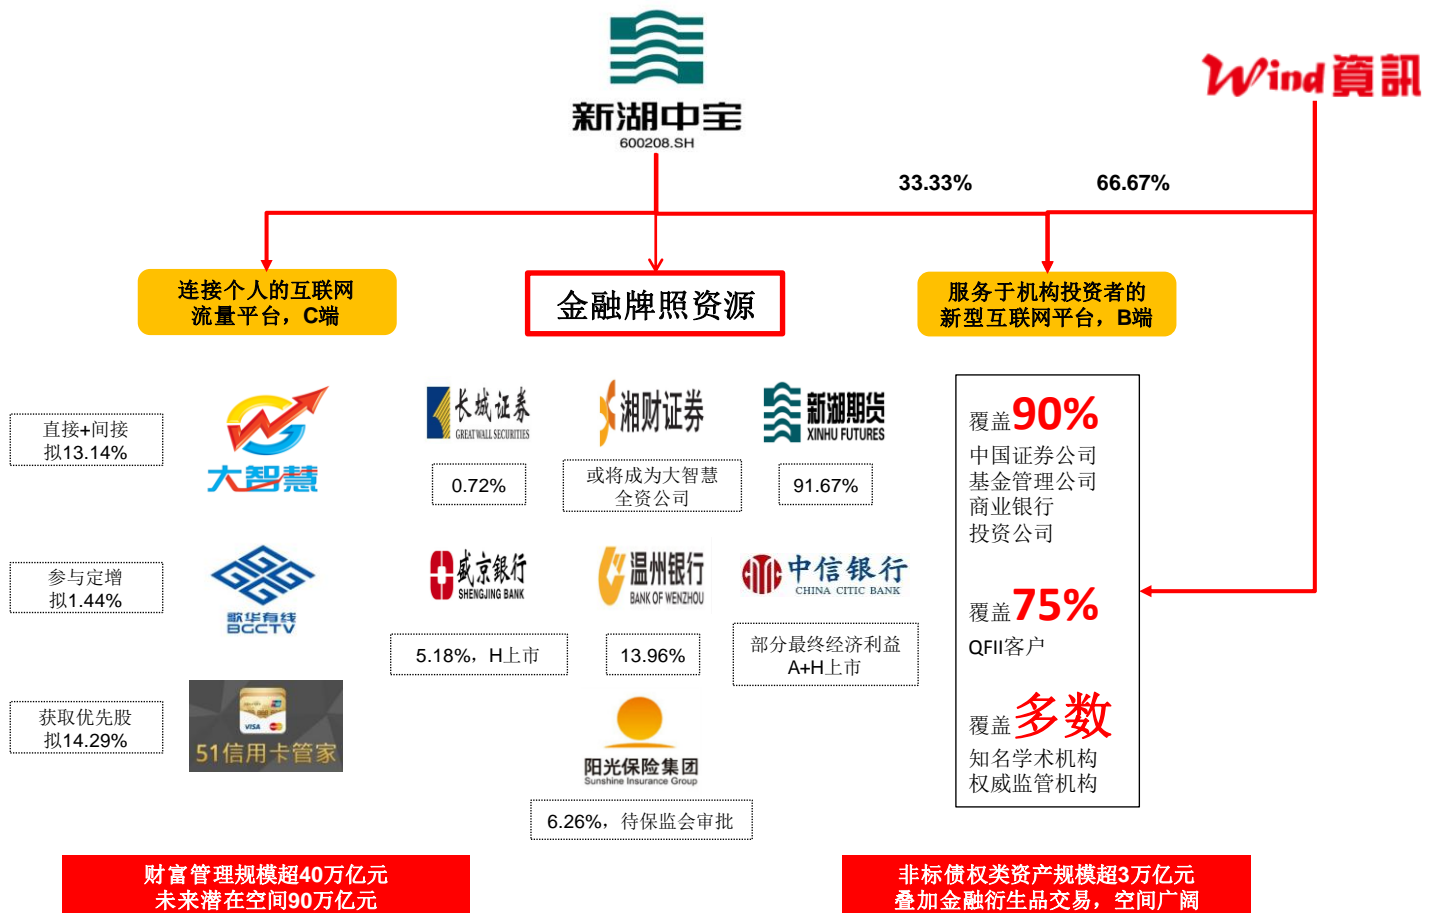 新湖中宝
600208.SH
Wind資訊
33.33%
66.67%
连接个人的互联网
流量平台，C端
金融牌照资源
服务于机构投资者的
新型互联网平台，B端
直接+间接
拟13.14%
大智慧
长城证券
GREAT WALL SECURITIES
0.72%
湘财证券
或将成为大智慧
全资公司
新湖期货
XINHU FUTURES
91.67%
参与定增
拟1.44%
歌华有线
BGCTV
盛京銀行
SHENGJING BANK
5.18%，H上市
温州银行
BANK OF WENZHOU
13.96%
中信银行
CHINA CITIC BANK
部分最终经济利益
A+H上市
获取优先股
拟14.29%
VISA
51信用卡管家
阳光保险集团
Sunshine Insurance Group
6.26%，待保监会审批
覆盖90%
中国证券公司
基金管理公司
商业银行
投资公司
覆盖75%
QFII客户
覆盖多数
知名学术机构
权威监管机构
财富管理规模超40万亿元
未来潜在空间90万亿元
非标债权类资产规模超3万亿元
叠加金融衍生品交易，空间广阔